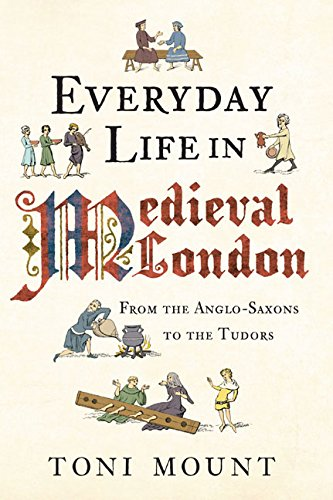 EVERYDAY
LIFE IN
Medieval
London
FROM THE ANGLO-SAXONS
TO THE TUDORS
TONI MOUNT